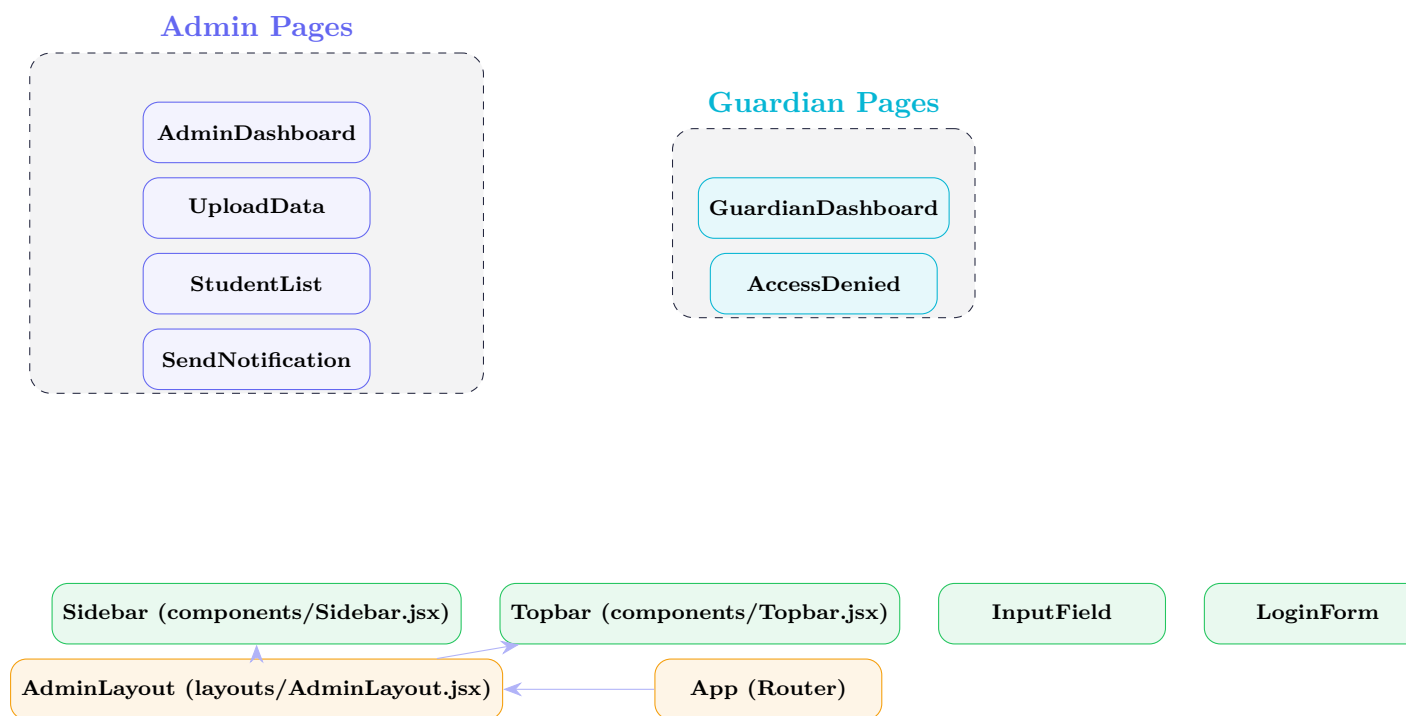 Admin Pages
AdminDashboard
UploadData
StudentList
SendNotification
Guardian Pages
GuardianDashboard
AccessDenied
Sidebar (components/Sidebar.jsx)
Topbar (components/Topbar.jsx)
InputField
LoginForm
AdminLayout (layouts/AdminLayout.jsx)
App (Router)